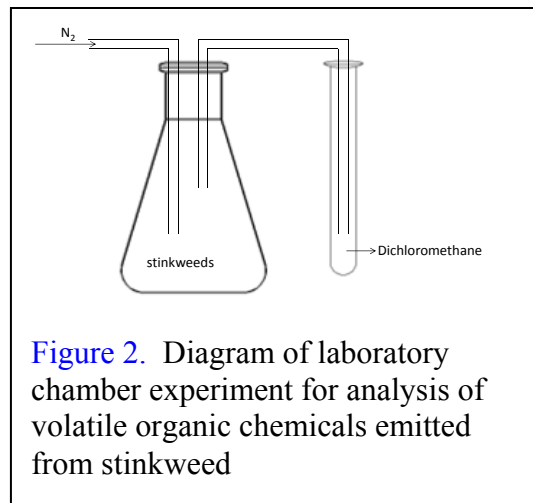 N2
Dichloromethane
stinkweeds
Figure 2. Diagram of laboratory
chamber experiment for analysis of
volatile organic chemicals emitted
from stinkweed